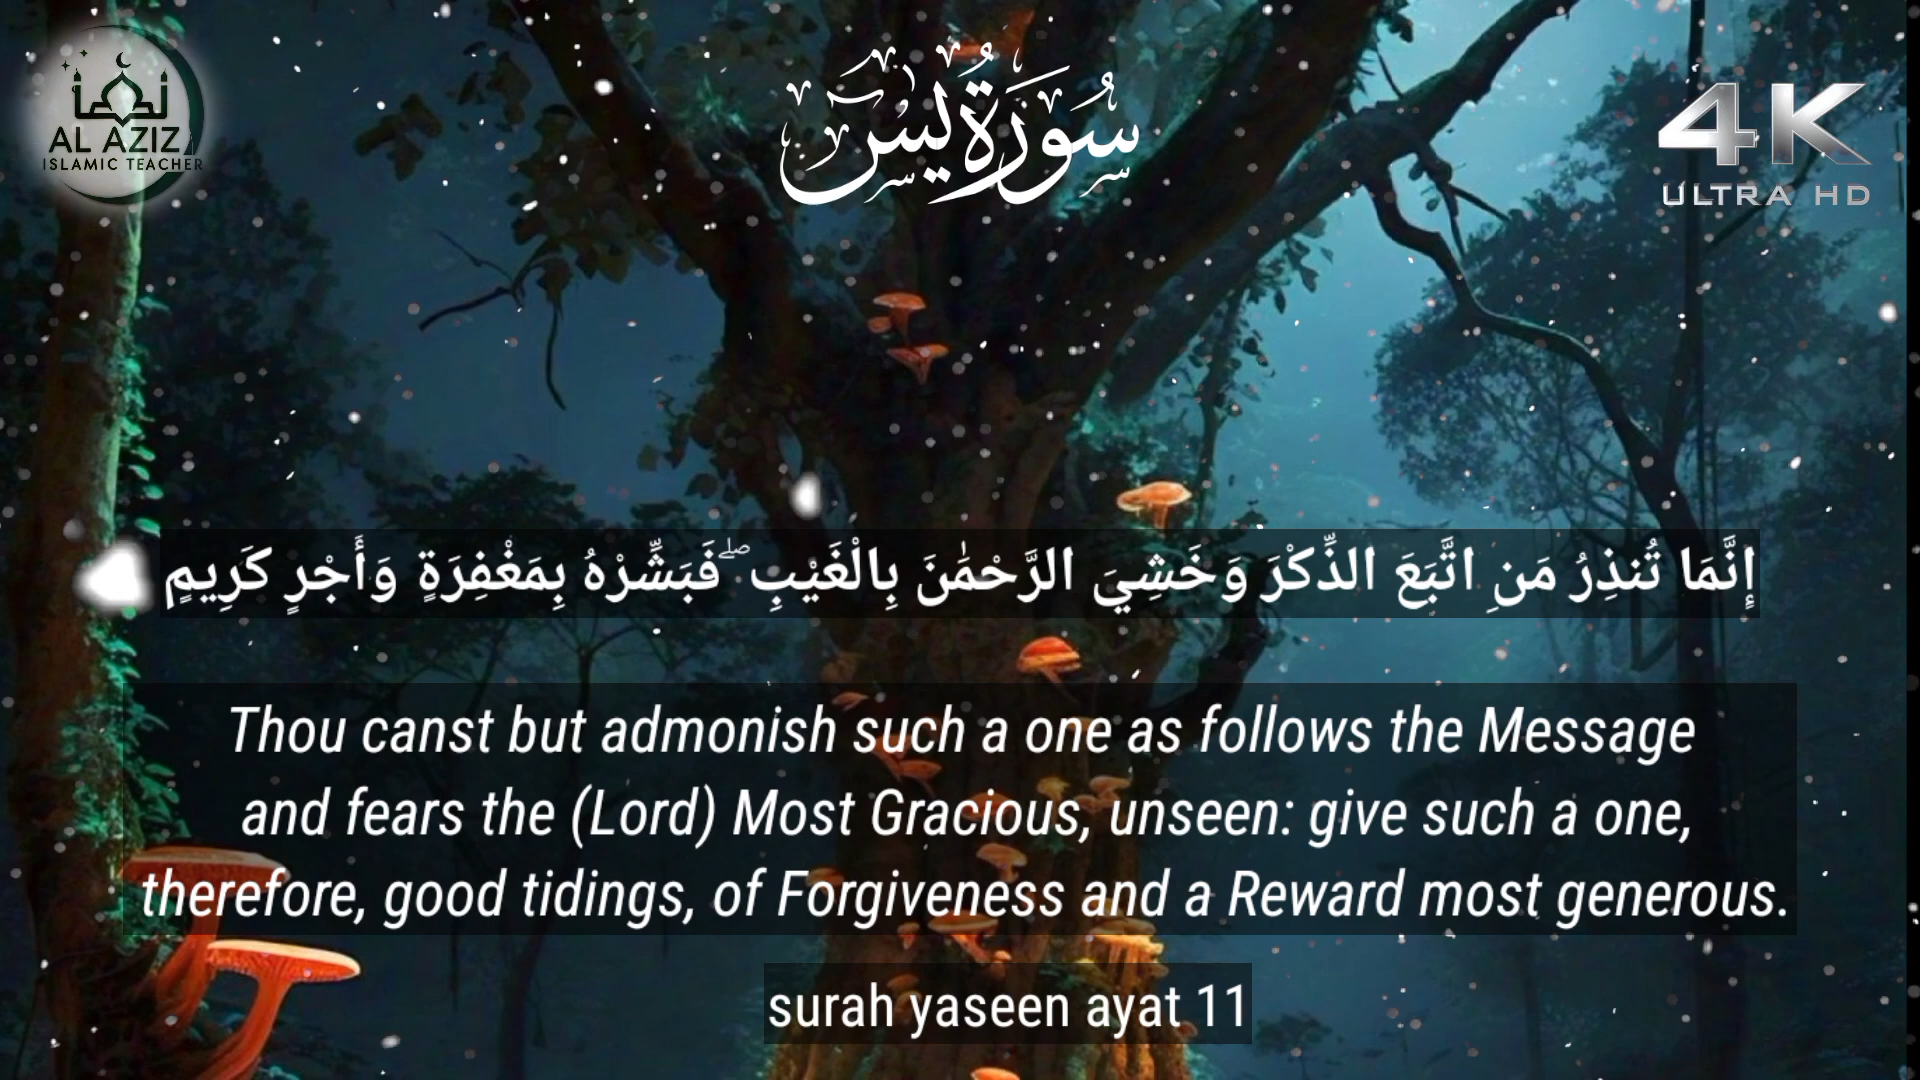 AL AZIZ
ISLAMIC TEACHER
سُورَةُ يسٓ
4K
ULTRA HD
إِنَّمَا تُنذِرُ مَنِ اتَّبَعَ الذِّكْرَ وَخَشِيَ الرَّحْمَٰنَ بِالْغَيْبِ ۖ فَبَشِّرْهُ بِمَغْفِرَةٍ وَأَجْرٍ كَرِيمٍ
Thou canst but admonish such a one as follows the Message
and fears the (Lord) Most Gracious, unseen: give such a one,
therefore, good tidings, of Forgiveness and a Reward most generous.
surah yaseen ayat 11